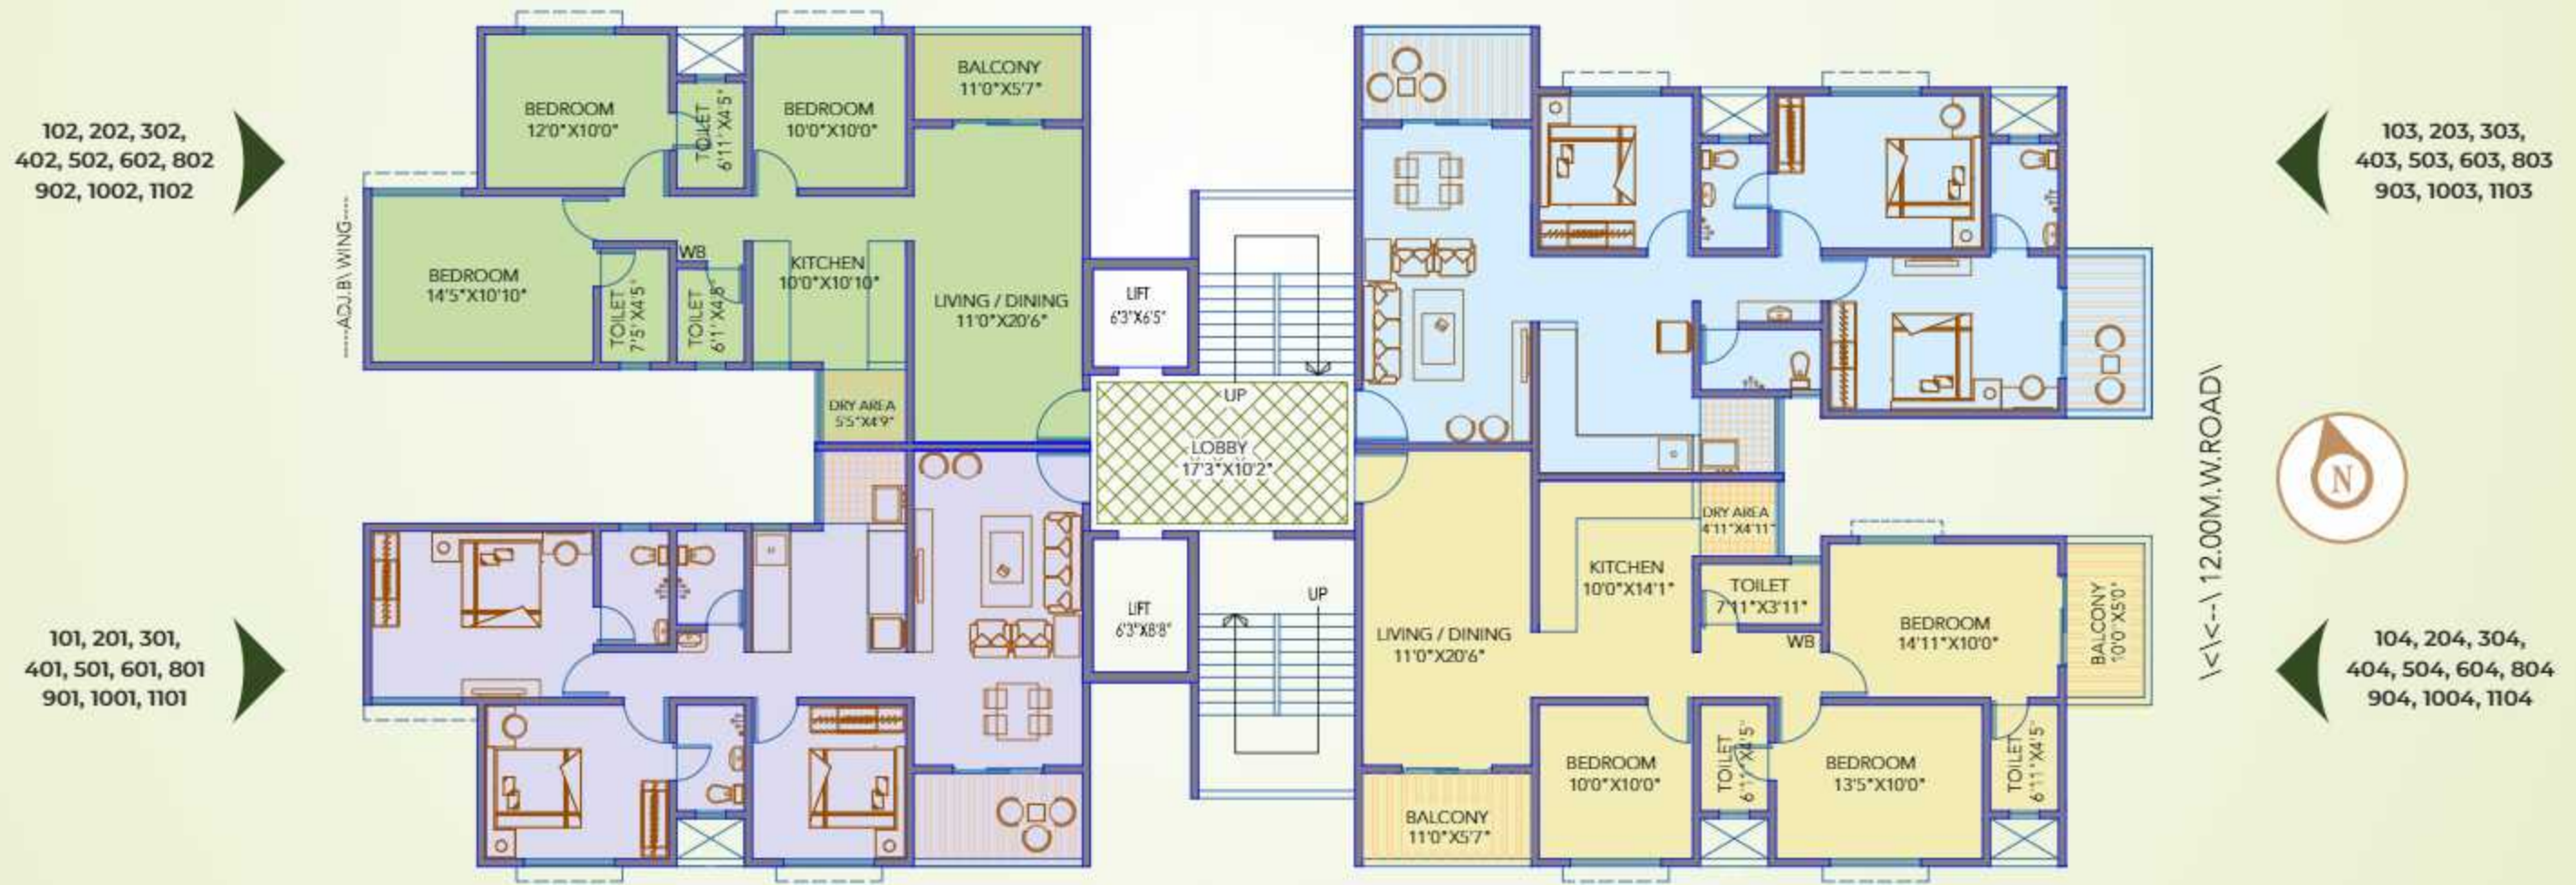 102, 202, 302,
402, 502, 602, 802
902, 1002, 1102
----ADJ.B\ WING----
BEDROOM
12'0"X10'0"
TOILET
6'11"X4'5"
BEDROOM
10'0"X10'0"
BALCONY
11'0"X5'7"
BEDROOM
14'5"X10'10"
TOILET
7'5"X4'5"
WB
TOILET
6'1"X4'5"
KITCHEN
10'0"X10'10"
LIVING / DINING
11'0"X20'6"
DRY AREA
5'5"X4'9"
LIFT
6'3"X6'5"
UP
LOBBY
17'3"X10'2"
LIFT
6'3"X8'8"
UP
103, 203, 303,
403, 503, 603, 803
903, 1003, 1103
\<\<--\ 12.00M.W.ROAD\
N
101, 201, 301,
401, 501, 601, 801
901, 1001, 1101
LIVING / DINING
11'0"X20'6"
KITCHEN
10'0"X14'1"
DRY AREA
4'11"X4'11"
TOILET
7'11"X3'11"
WB
BEDROOM
14'11"X10'0"
BALCONY
10'0"X5'0"
BALCONY
11'0"X5'7"
BEDROOM
10'0"X10'0"
TOILET
6'11"X4'5"
BEDROOM
13'5"X10'0"
TOILET
6'11"X4'5"
104, 204, 304,
404, 504, 604, 804
904, 1004, 1104